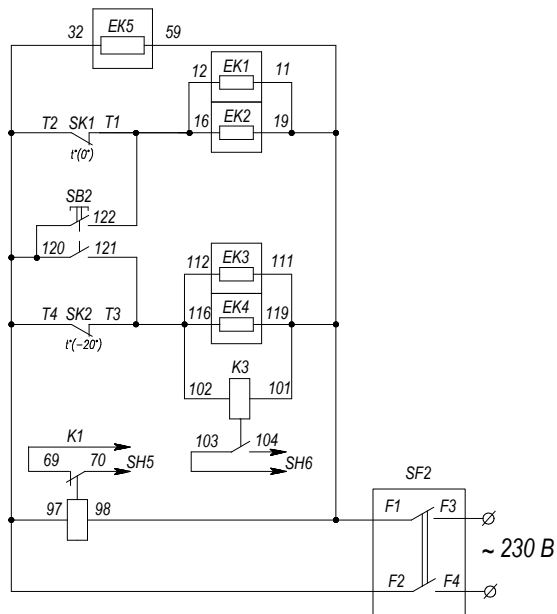 32 EK5 59
12 EK1 11
T2 SK1 T1 16 EK2 19
t°(0°)
SB2
122
120 121
112 EK3 111
T4 SK2 T3 116 EK4 119
t°(–20°)
K3
102 101
K1 103 104
69 70 SH5 SH6
SF2
97 98 F1 F3
~ 230 В
F2 F4